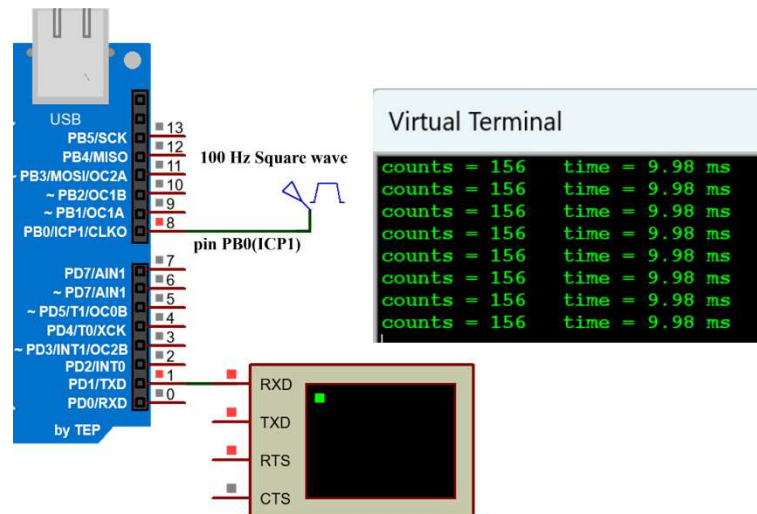 USB
PB5/SCK
PB4/MISO
~ PB3/MOSI/OC2A
~ PB2/OC1B
~ PB1/OC1A
PB0/ICP1/CLKO
13
12
11
10
9
8
PD7/AIN1
~ PD7/AIN1
~ PD5/T1/OC0B
PD4/T0/XCK
~ PD3/INT1/OC2B
PD2/INT0
PD1/TXD
PD0/RXD
7
6
5
4
3
2
1
0
by TEP
100 Hz Square wave
pin PB0(ICP1)
RXD
TXD
RTS
CTS
Virtual Terminal
counts = 156 time = 9.98 ms
counts = 156 time = 9.98 ms
counts = 156 time = 9.98 ms
counts = 156 time = 9.98 ms
counts = 156 time = 9.98 ms
counts = 156 time = 9.98 ms
counts = 156 time = 9.98 ms
counts = 156 time = 9.98 ms